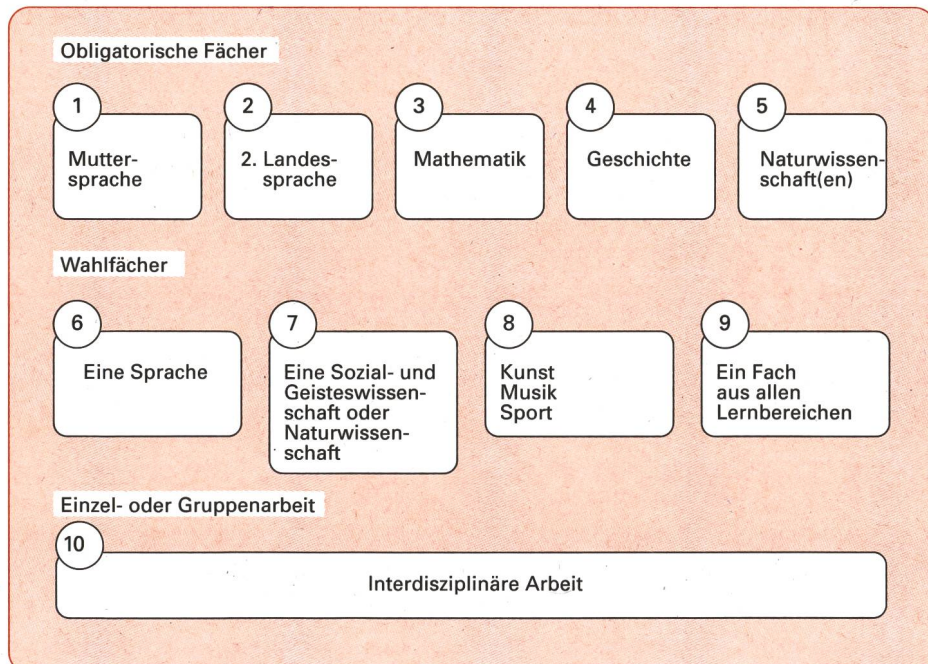 Obligatorische Fächer
1
2
3
4
5
Mutter-
sprache
2. Landes-
sprache
Mathematik
Geschichte
Naturwissen-
schaft(en)
Wahlfächer
6
7
8
9
Eine Sprache
Eine Sozial- und
Geisteswissen-
schaft oder
Naturwissen-
schaft
Kunst
Musik
Sport
Ein Fach
aus allen
Lernbereichen
Einzel- oder Gruppenarbeit
10
Interdisziplinäre Arbeit